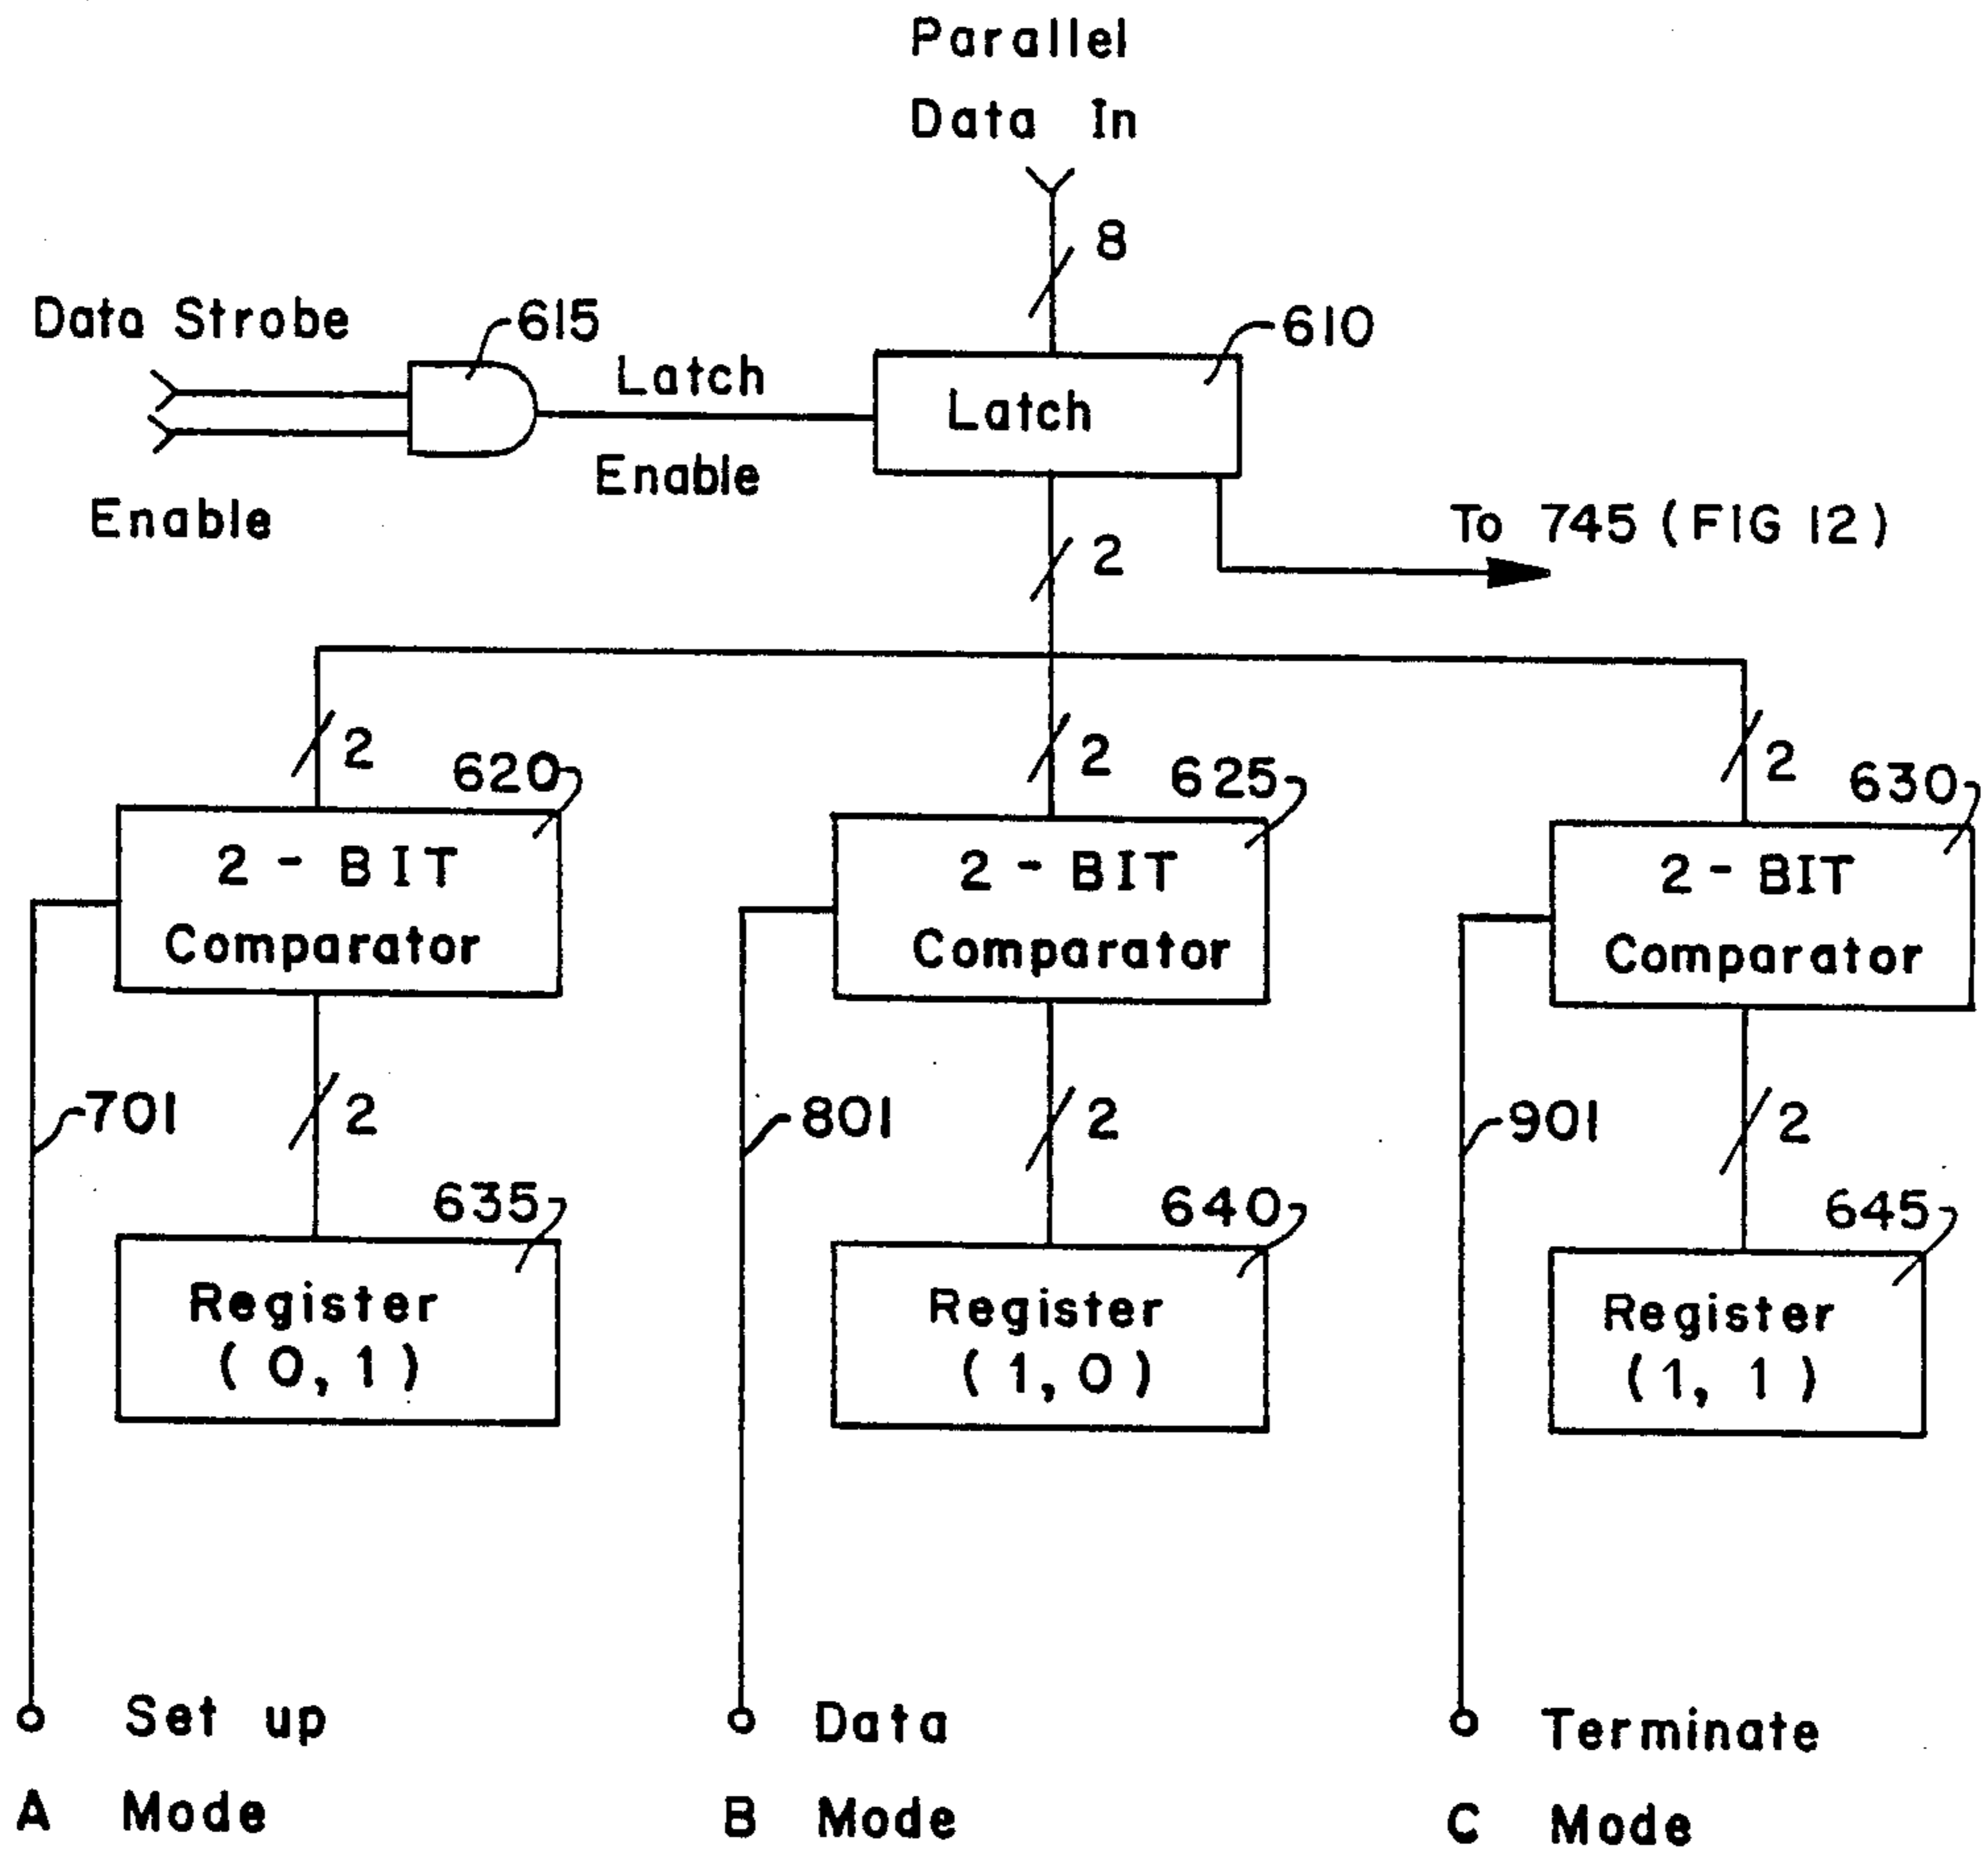 Parallel
Data In
8
Data Strobe
615
Latch
610
Latch
Enable
Enable
To 745 (FIG 12)
2
2
620
2
625
2
630
2-BIT
Comparator
2-BIT
Comparator
2-BIT
Comparator
701
2
801
2
901
2
635
640
645
Register
(0,1)
Register
(1,0)
Register
(1,1)
Set up
A Mode
Data
B Mode
Terminate
C Mode